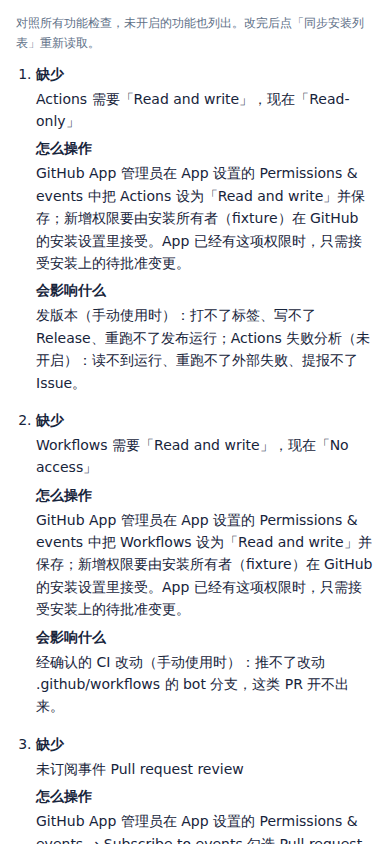 对照所有功能检查，未开启的功能也列出。改完后点「同步安装列
表」重新读取。
1. 缺少
Actions 需要「Read and write」，现在「Read-
only」
怎么操作
GitHub App 管理员在 App 设置的 Permissions &
events 中把 Actions 设为「Read and write」并保
存；新增权限要由安装所有者（fixture）在 GitHub
的安装设置里接受。App 已经有这项权限时，只需接
受安装上的待批准变更。
会影响什么
发版本（手动使用时）：打不了标签、写不了
Release、重跑不了发布运行；Actions 失败分析（未
开启）：读不到运行、重跑不了外部失败、提报不了
Issue。
2. 缺少
Workflows 需要「Read and write」，现在「No
access」
怎么操作
GitHub App 管理员在 App 设置的 Permissions &
events 中把 Workflows 设为「Read and write」并
保存；新增权限要由安装所有者（fixture）在 GitHub
的安装设置里接受。App 已经有这项权限时，只需接
受安装上的待批准变更。
会影响什么
经确认的 CI 改动（手动使用时）：推不了改动
.github/workflows 的 bot 分支，这类 PR 开不出
来。
3. 缺少
未订阅事件 Pull request review
怎么操作
GitHub App 管理员在 App 设置的 Permissions &
events → Subscribe to events 勾选 Pull request